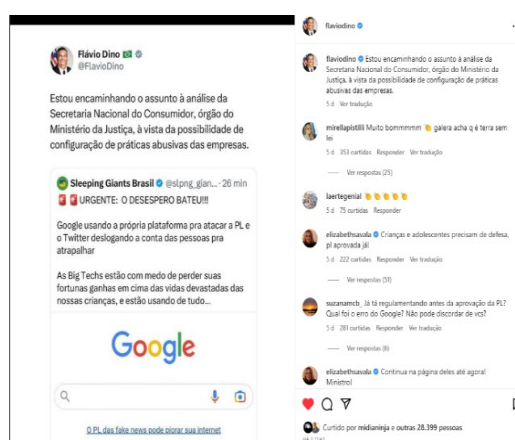 Flávio Dino
@FlavioDino
Estou encaminhando o assunto à análise da
Secretaria Nacional do Consumidor, órgão do
Ministério da Justiça, à vista da possibilidade de
configuração de práticas abusivas das empresas.
Sleeping Giants Brasil @slpng_gian... · 26 min
URGENTE: O DESESPERO BATEU!!!
Google usando a própria plataforma pra atacar a PL e
o Twitter deslogando a conta das pessoas pra
atrapalhar
As Big Techs estão com medo de perder suas
fortunas ganhas em cima das vidas devastadas das
nossas crianças, e estão usando de tudo...
Google
O PL das fake news pode piorar sua internet
flaviodino
flaviodino Estou encaminhando o assunto à análise da
Secretaria Nacional do Consumidor, órgão do Ministério da
Justiça, à vista da possibilidade de configuração de práticas
abusivas das empresas.
5 d Ver tradução
mirellapistilli Muito bommmmm galera acha q é terra sem
lei
5 d 353 curtidas Responder Ver tradução
Ver respostas (25)
laertegenial
5 d 75 curtidas Responder
elizabethsavala Crianças e adolescentes precisam de defesa,
pl aprovada já!
5 d 222 curtidas Responder Ver tradução
Ver respostas (51)
suzanamcb_ Já tá regulamentando antes da aprovação da PL?
Qual foi o erro do Google? Não pode discordar de vcs?
5 d 281 curtidas Responder Ver tradução
Ver respostas (6)
elizabethsavala Continua na página deles até agora!
Ministro!
Curtido por midianinja e outras 28.399 pessoas